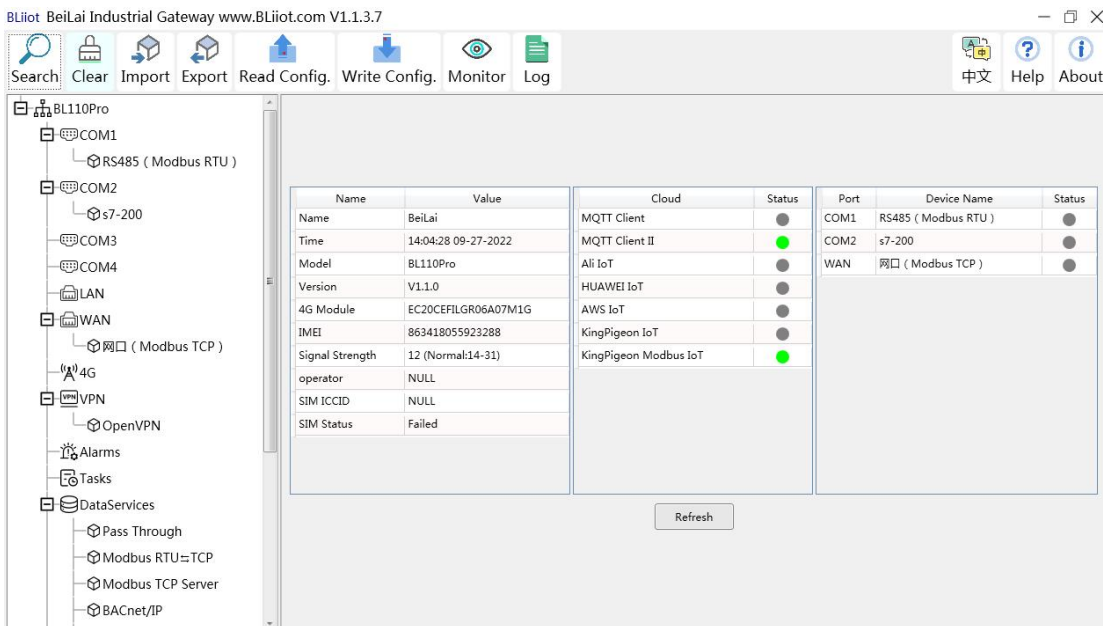 BLiiot BeiLai Industrial Gateway www.BLiiot.com V1.1.3.7
Search Clear Import Export Read Config. Write Config. Monitor Log 中文 Help About
BL110Pro
COM1
RS485 ( Modbus RTU )
COM2
s7-200
COM3
COM4
LAN
WAN
网口 ( Modbus TCP )
4G
VPN
VPN
OpenVPN
Alarms
Tasks
DataServices
Pass Through
Modbus RTU⇆TCP
Modbus TCP Server
BACnet/IP
Name Value
Name BeiLai
Time 14:04:28 09-27-2022
Model BL110Pro
Version V1.1.0
4G Module EC20CEFILGR06A07M1G
IMEI 863418055923288
Signal Strength 12 (Normal:14-31)
operator NULL
SIM ICCID NULL
SIM Status Failed
Cloud Status
MQTT Client
MQTT Client II
Ali IoT
HUAWEI IoT
AWS IoT
KingPigeon IoT
KingPigeon Modbus IoT
Port Device Name Status
COM1 RS485 ( Modbus RTU )
COM2 s7-200
WAN 网口 ( Modbus TCP )
Refresh